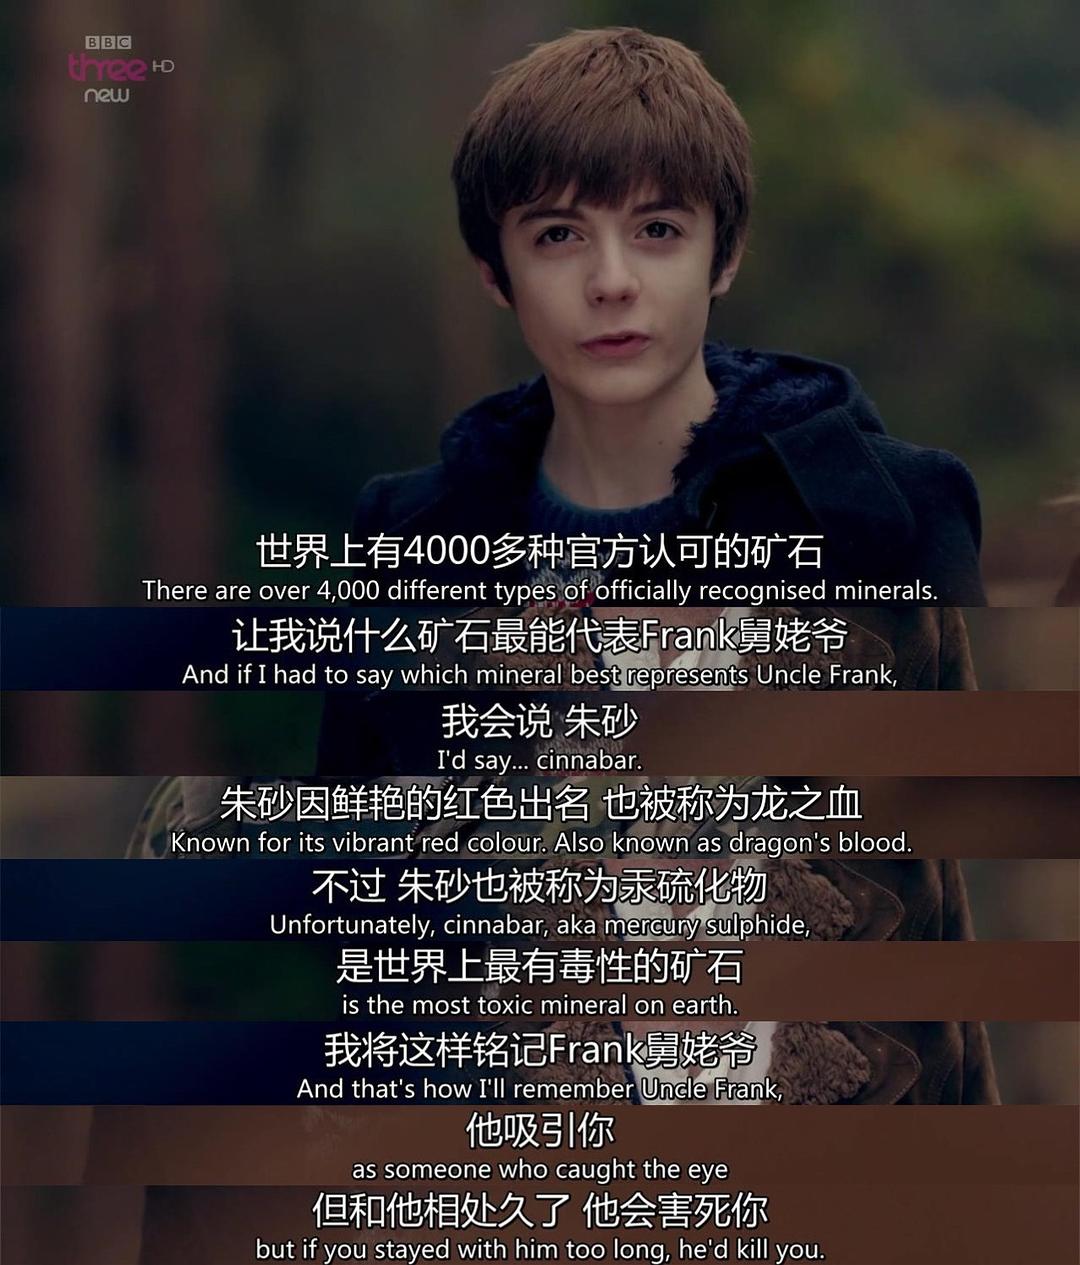 BBC
three HD
new
世界上有4000多种官方认可的矿石
There are over 4,000 different types of officially recognised minerals.
让我说什么矿石最能代表Frank舅姥爷
And if I had to say which mineral best represents Uncle Frank,
我会说 朱砂
I'd say... cinnabar.
朱砂因鲜艳的红色出名 也被称为龙之血
Known for its vibrant red colour. Also known as dragon's blood.
不过 朱砂也被称为汞硫化物
Unfortunately, cinnabar, aka mercury sulphide,
是世界上最有毒性的矿石
is the most toxic mineral on earth.
我将这样铭记Frank舅姥爷
And that's how I'll remember Uncle Frank,
他吸引你
as someone who caught the eye
但和他相处久了 他会害死你
but if you stayed with him too long, he'd kill you.